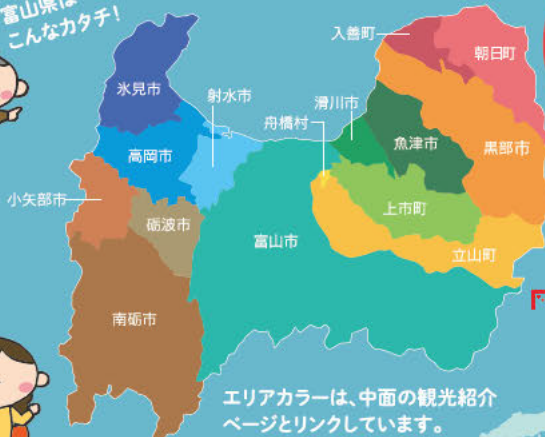 富山県は
こんなカタチ！
入善町
朝日町
氷見市
射水市
滑川市
舟橋村
魚津市
黒部市
高岡市
小矢部市
砺波市
上市町
富山市
立山町
南砺市
エリアカラーは、中面の観光紹介
ページとリンクしています。